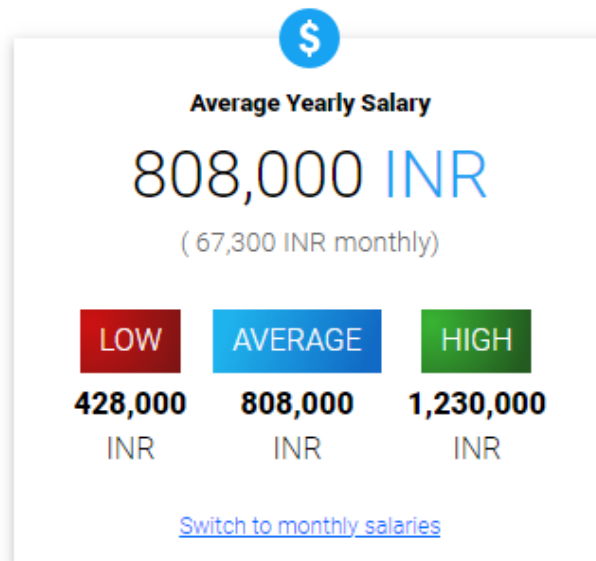 $
Average Yearly Salary
808,000 INR
( 67,300 INR monthly)
LOW AVERAGE HIGH
428,000 808,000 1,230,000
INR INR INR
Switch to monthly salaries